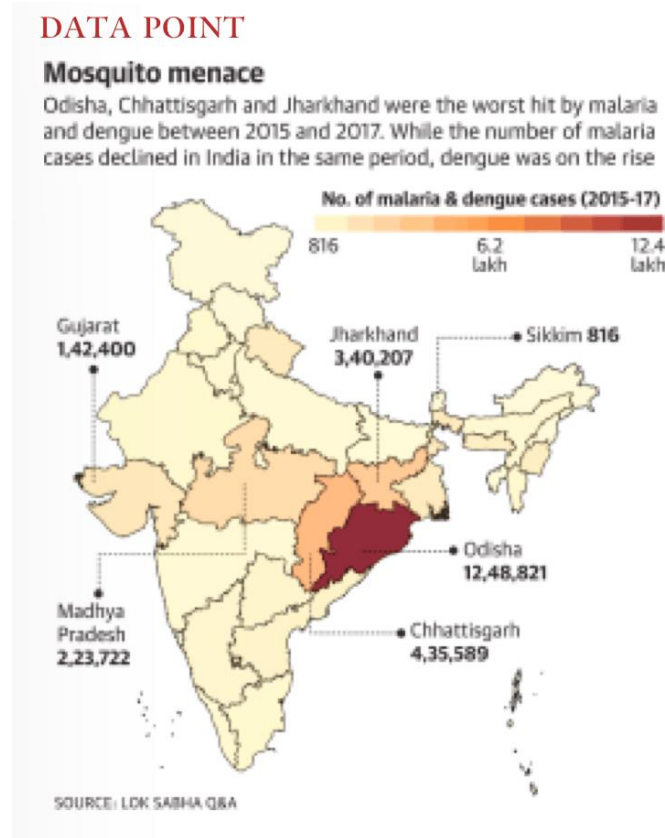 DATA POINT
Mosquito menace
Odisha, Chhattisgarh and Jharkhand were the worst hit by malaria
and dengue between 2015 and 2017. While the number of malaria
cases declined in India in the same period, dengue was on the rise
No. of malaria & dengue cases (2015-17)
816
6.2
lakh
12.4
lakh
Gujarat
1,42,400
Jharkhand
3,40,207
Sikkim 816
Odisha
12,48,821
Madhya
Pradesh
2,23,722
Chhattisgarh
4,35,589
SOURCE: LOK SABHA Q&A